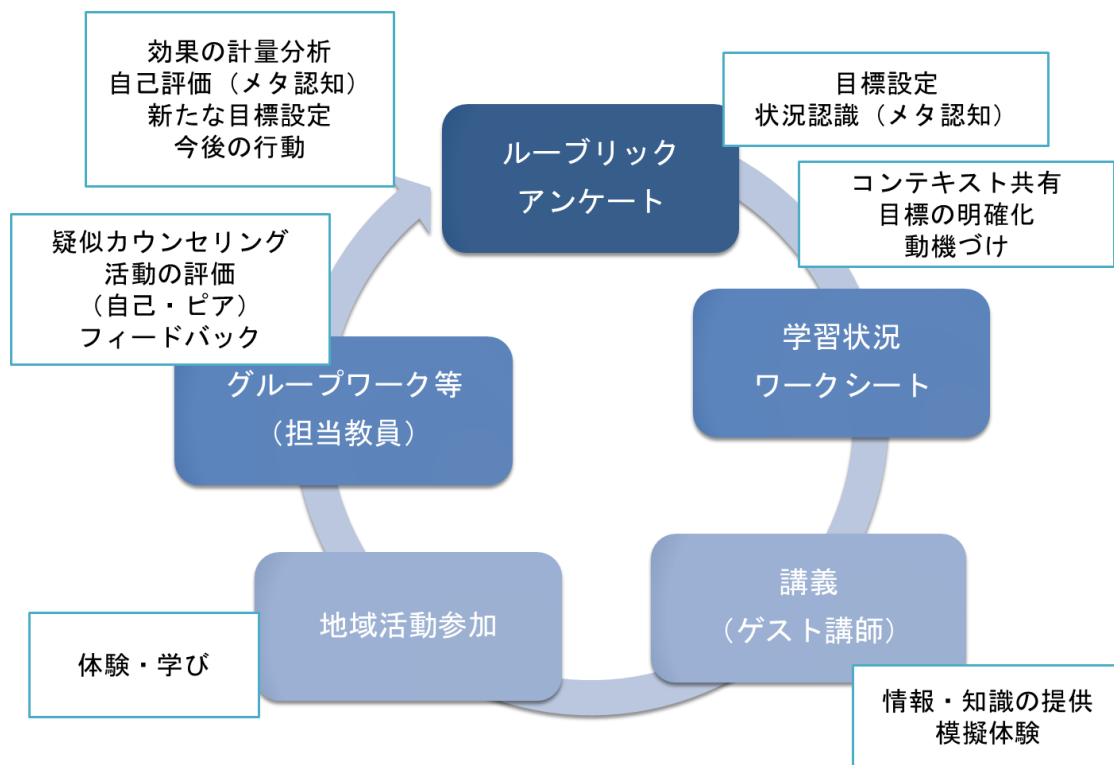 効果の計量分析
自己評価（メタ認知）
新たな目標設定
今後の行動
目標設定
状況認識（メタ認知）
ルーブリック
アンケート
コンテキスト共有
目標の明確化
動機づけ
疑似カウンセリング
活動の評価
（自己・ピア）
フィードバック
学習状況
ワークシート
グループワーク等
（担当教員）
講義
（ゲスト講師）
地域活動参加
体験・学び
情報・知識の提供
模擬体験